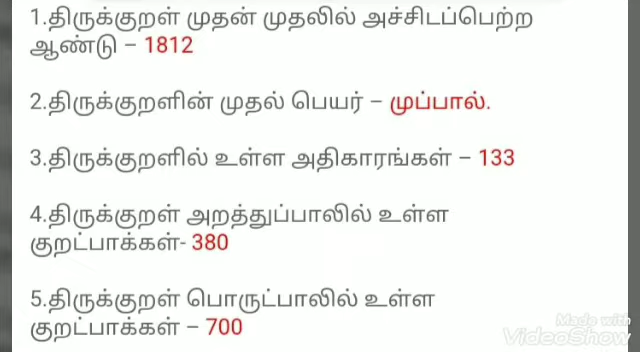 1.திருக்குறள் முதன் முதலில் அச்சிடப்பெற்ற
ஆண்டு – 1812
2.திருக்குறளின் முதல் பெயர் – முப்பால்.
3.திருக்குறளில் உள்ள அதிகாரங்கள் – 133
4.திருக்குறள் அறத்துப்பாலில் உள்ள
குறட்பாக்கள்- 380
5.திருக்குறள் பொருட்பாலில் உள்ள
குறட்பாக்கள் – 700
Made with
VideoShow